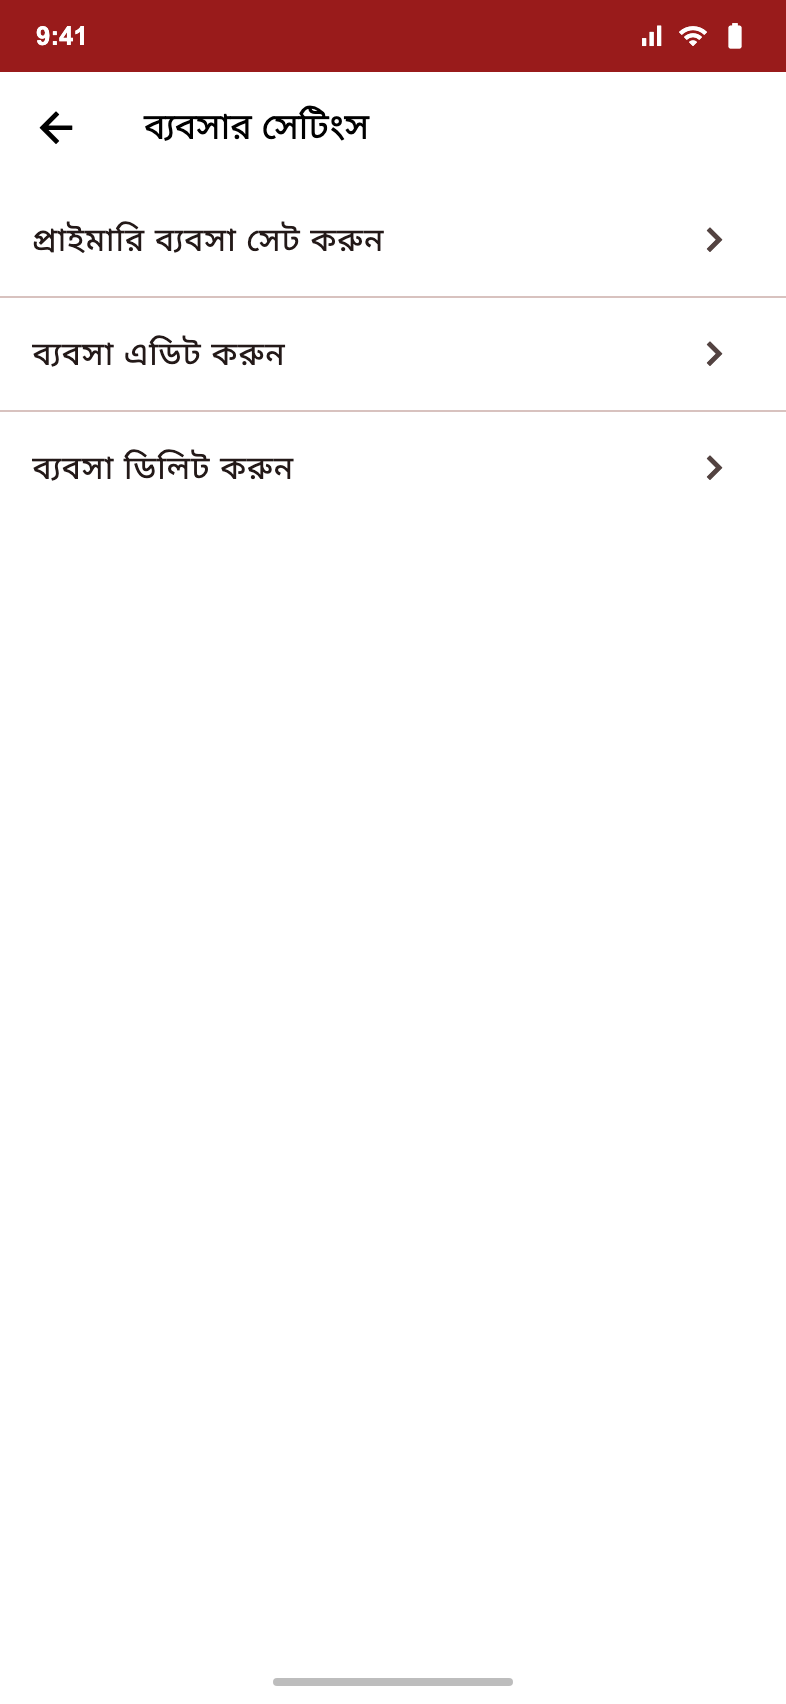 9:41
ব্যবসার সেটিংস
প্রাইমারি ব্যবসা সেট করুন
ব্যবসা এডিট করুন
ব্যবসা ডিলিট করুন